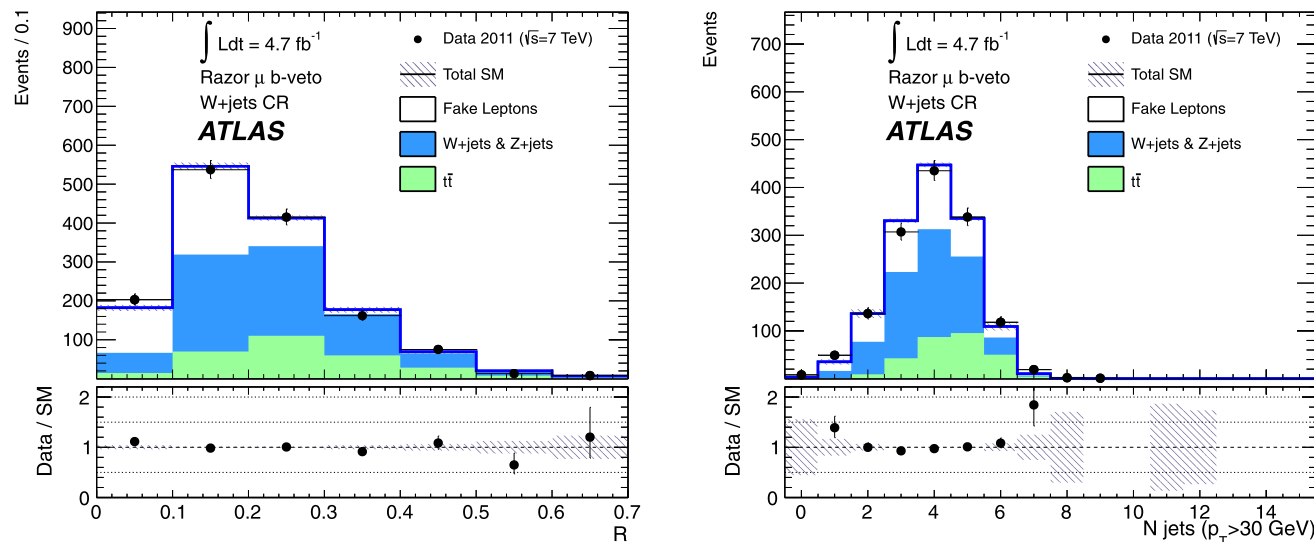 Events / 0.1
900
800
700
600
500
400
300
200
100
∫ Ldt = 4.7 fb⁻¹
Razor μ b-veto
W+jets CR
ATLAS
Data 2011 (√s=7 TeV)
Total SM
Fake Leptons
W+jets & Z+jets
tt̄
Data / SM
2
1
0
0 0.1 0.2 0.3 0.4 0.5 0.6 0.7
R
Events
700
600
500
400
300
200
100
∫ Ldt = 4.7 fb⁻¹
Razor μ b-veto
W+jets CR
ATLAS
Data 2011 (√s=7 TeV)
Total SM
Fake Leptons
W+jets & Z+jets
tt̄
Data / SM
2
1
0
0 2 4 6 8 10 12 14
N jets (p_T>30 GeV)